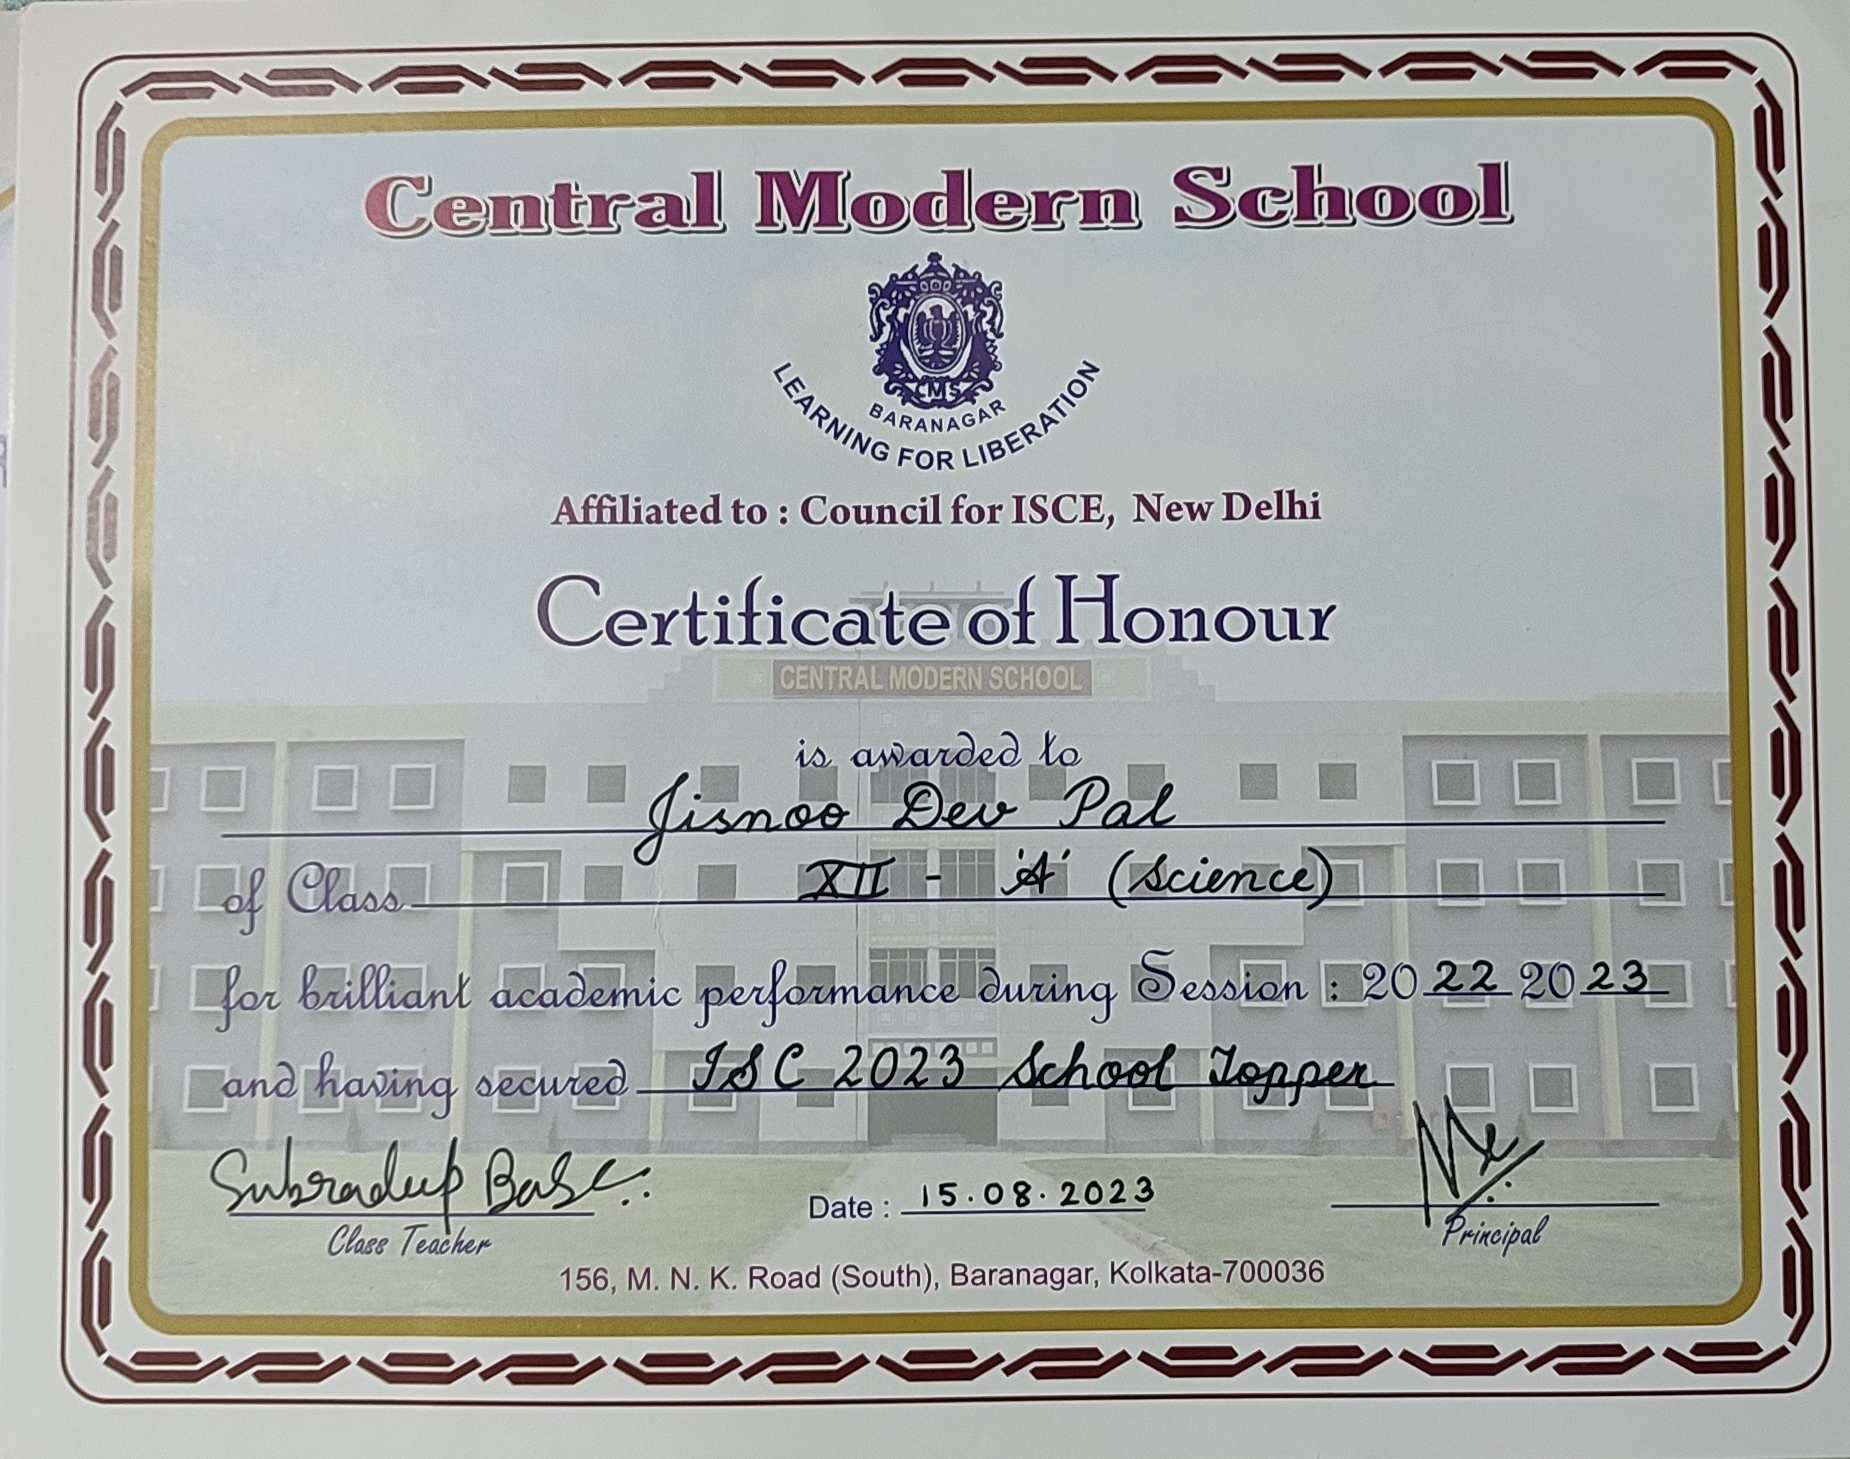 Central Modern School
CMS
BARANAGAR
LEARNING FOR LIBERATION
Affiliated to : Council for ISCE, New Delhi
Certificate of Honour
CENTRAL MODERN SCHOOL
is awarded to
Jisnoo Dev Pal
of Class XII - 'A' (Science)
for brilliant academic performance during Session : 2022 2023
and having secured ISC 2023 School Topper
Class Teacher
Date : 15.08.2023
Principal
156, M. N. K. Road (South), Baranagar, Kolkata-700036